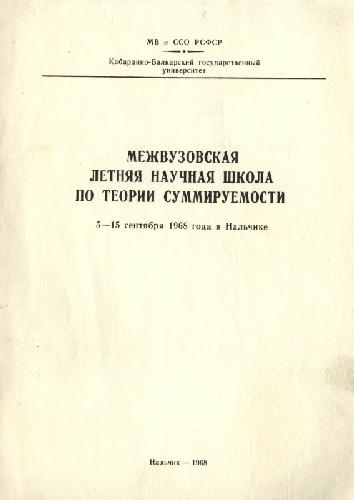 МВ и ССО РСФСР
Кабардино-Балкарский государственный
университет
МЕЖВУЗОВСКАЯ
ЛЕТНЯЯ НАУЧНАЯ ШКОЛА
ПО ТЕОРИИ СУММИРУЕМОСТИ
5—15 сентября 1968 года в Нальчике
Нальчик — 1968